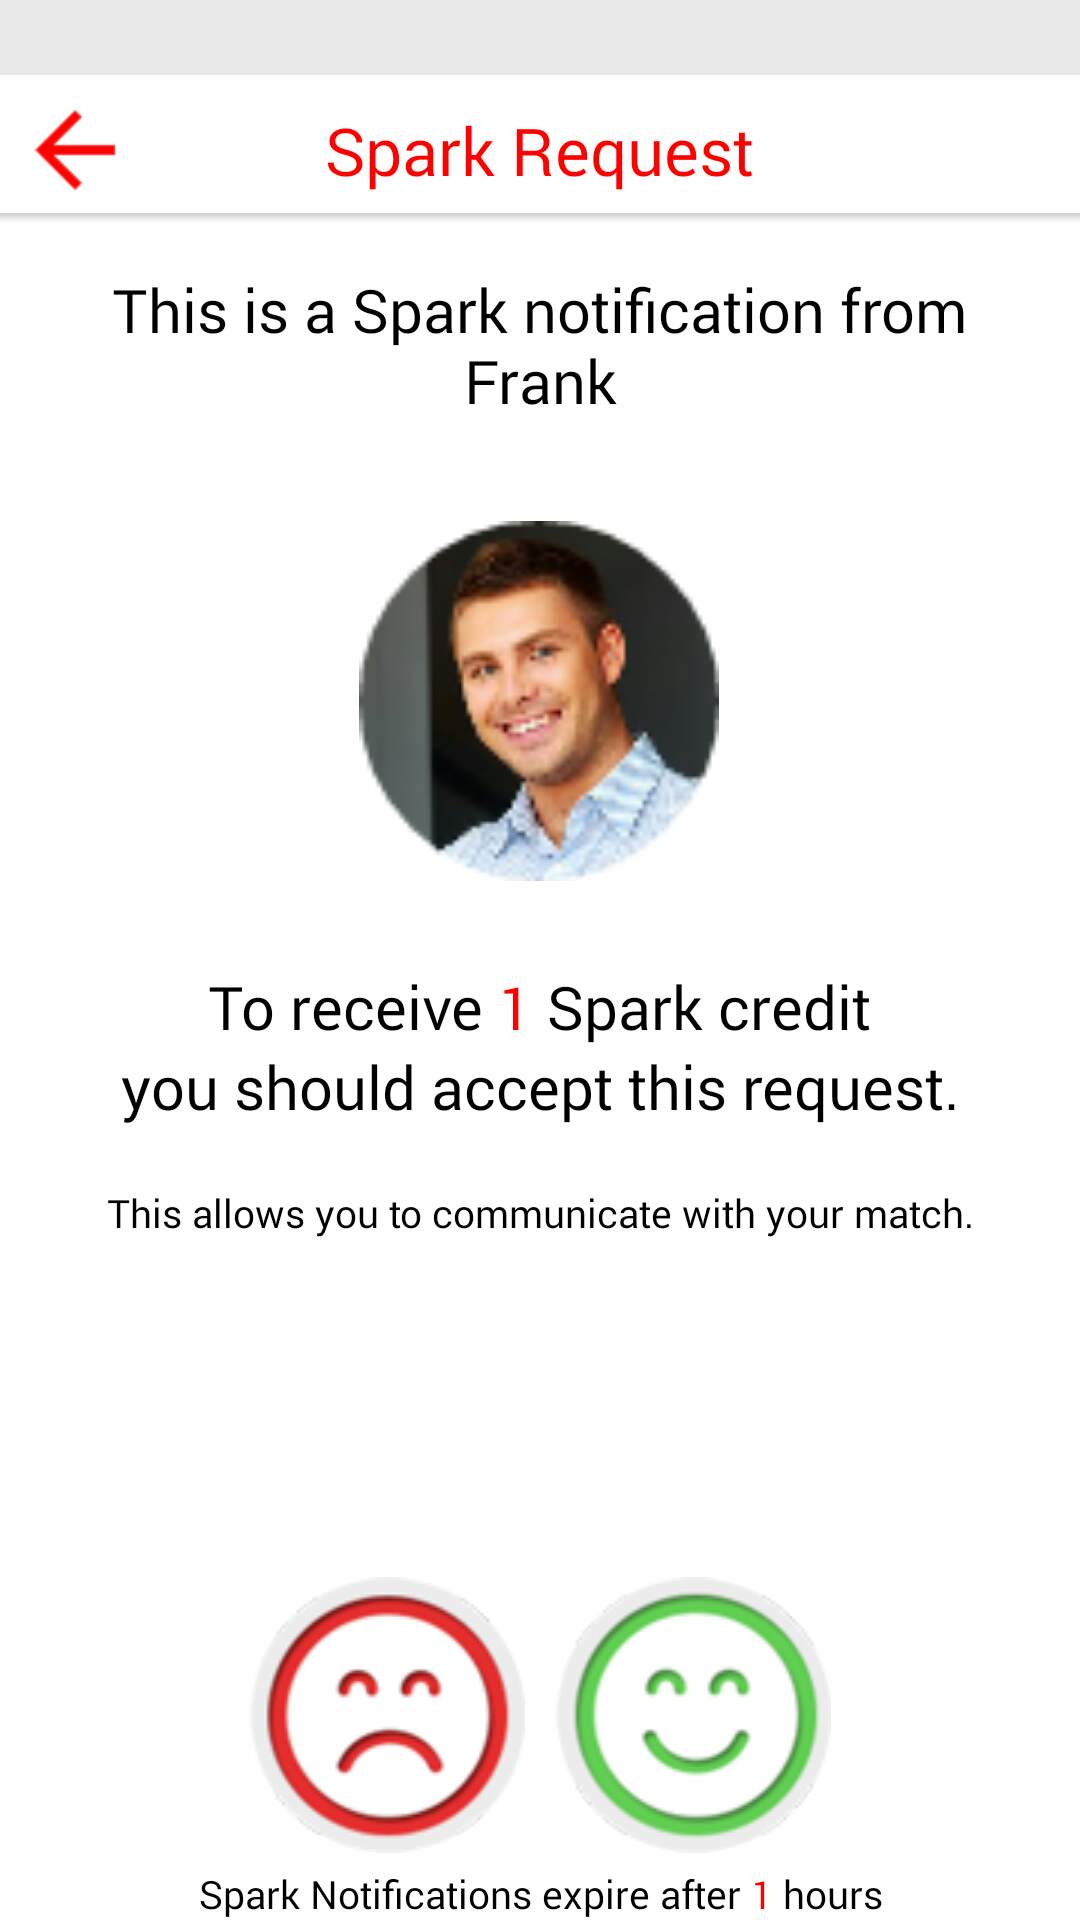 Spark Request
This is a Spark notification from
Frank
To receive 1 Spark credit
you should accept this request.
This allows you to communicate with your match.
Spark Notifications expire after 1 hours